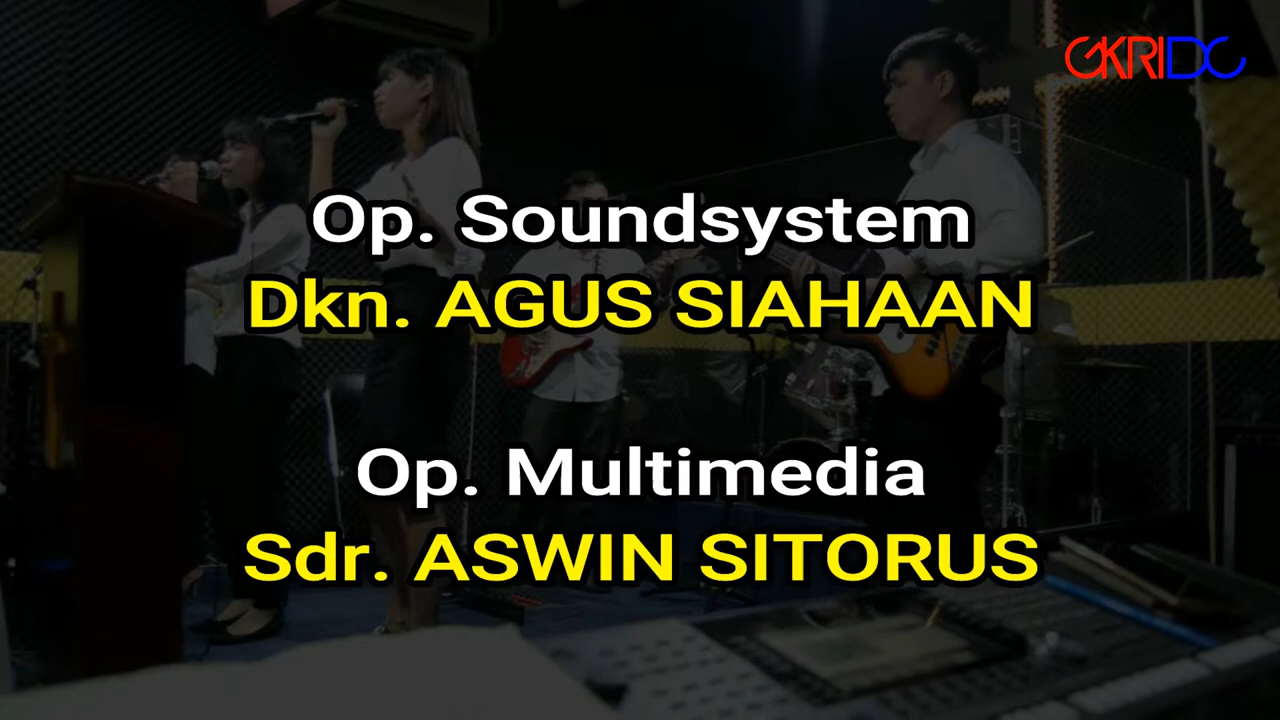 GKRIDC
Op. Soundsystem
Dkn. AGUS SIAHAAN
Op. Multimedia
Sdr. ASWIN SITORUS